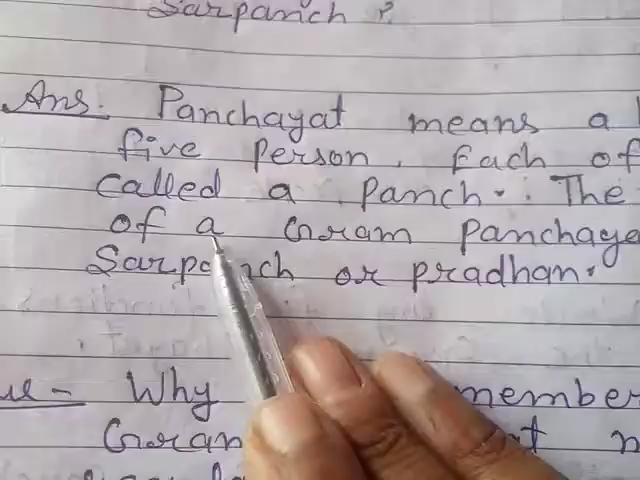 Sarpanch ?
Ans. Panchayat means a
five person. Each of
called a Panch. The
of a Gram Panchaya
Sarpanch or pradhan.
Why member
Gram